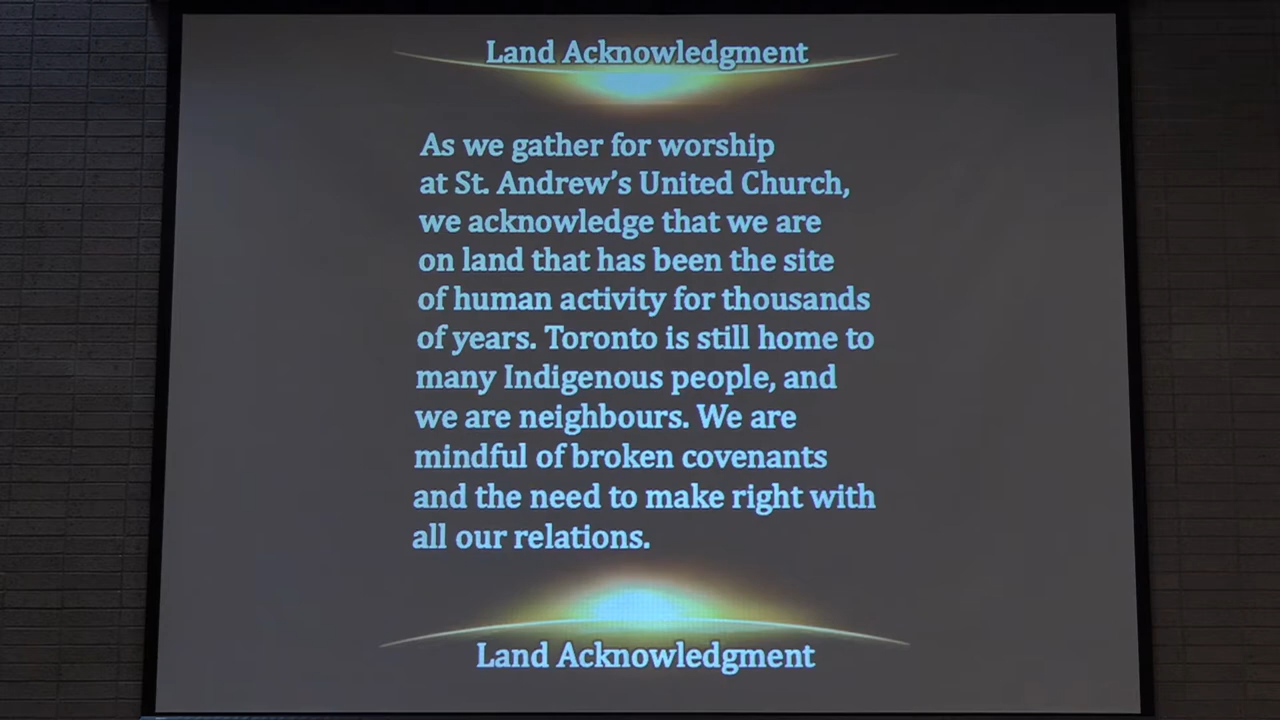 Land Acknowledgment
As we gather for worship
at St. Andrew’s United Church,
we acknowledge that we are
on land that has been the site
of human activity for thousands
of years. Toronto is still home to
many Indigenous people, and
we are neighbours. We are
mindful of broken covenants
and the need to make right with
all our relations.
Land Acknowledgment